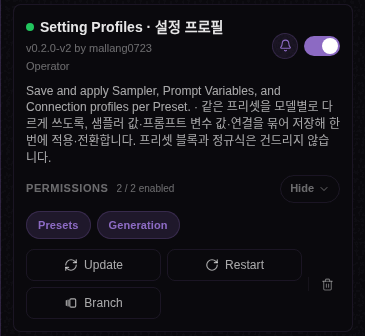 Setting Profiles · 설정 프로필
v0.2.0-v2 by mallang0723
Operator
Save and apply Sampler, Prompt Variables, and
Connection profiles per Preset. · 같은 프리셋을 모델별로 다
르게 쓰도록, 샘플러 값·프롬프트 변수 값·연결을 묶어 저장해 한
번에 적용·전환합니다. 프리셋 블록과 정규식은 건드리지 않습
니다.
PERMISSIONS 2 / 2 enabled Hide
Presets Generation
Update Restart
Branch